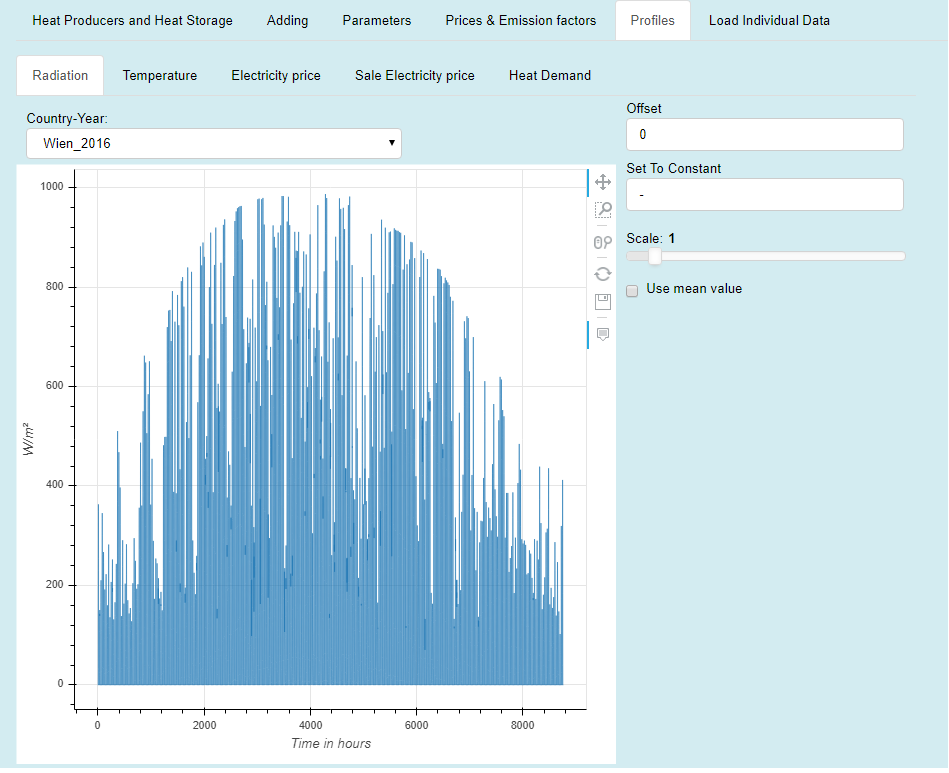 Heat Producers and Heat Storage Adding Parameters Prices & Emission factors Profiles Load Individual Data
Radiation Temperature Electricity price Sale Electricity price Heat Demand
Country-Year:
Wien_2016
Offset
0
Set To Constant
-
Scale: 1
Use mean value
1000
800
600
400
200
0
W/m²
0 2000 4000 6000 8000
Time in hours